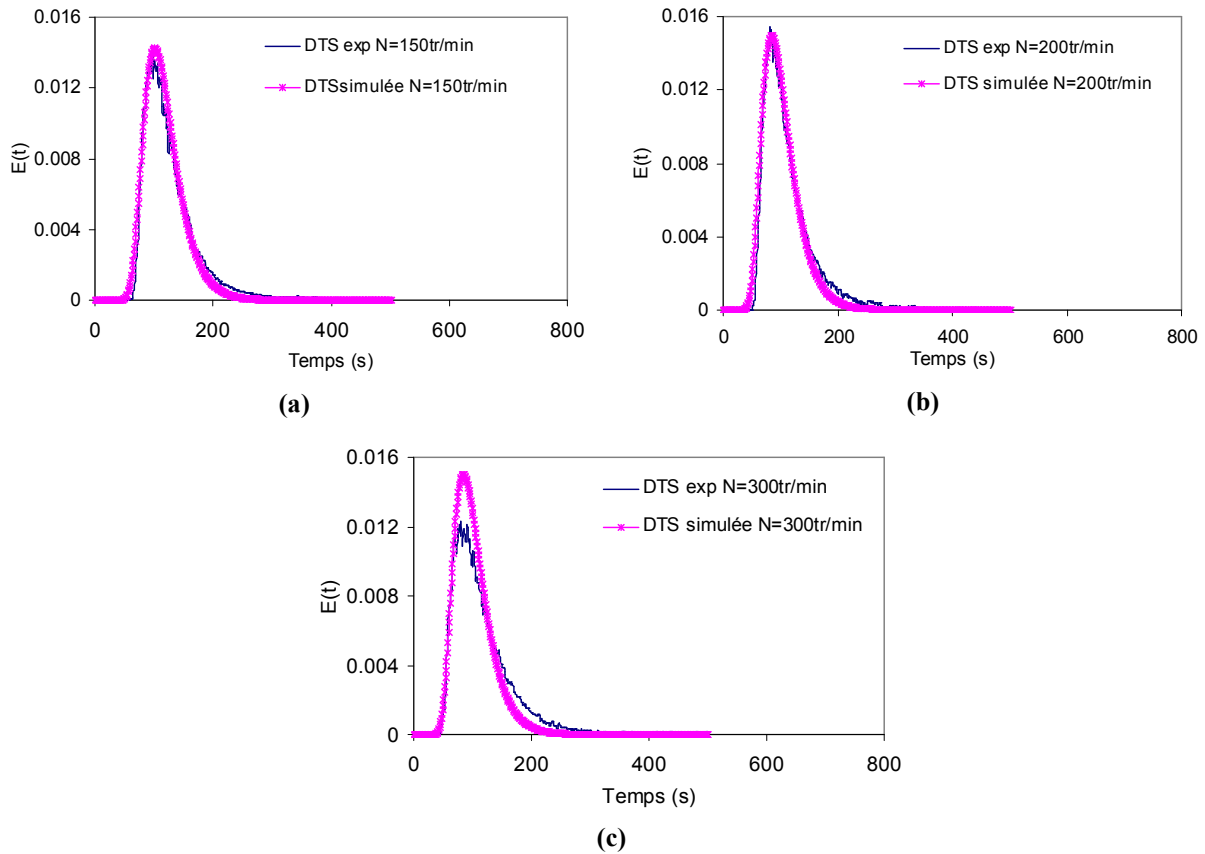 0.016
0.012
0.008
0.004
0
E(t)
DTS exp N=150tr/min
DTSsimulée N=150tr/min
0 200 400 600 800
Temps (s)
(a)
0.016
0.012
0.008
0.004
0
E(t)
DTS exp N=200tr/min
DTS simulée N=200tr/min
0 200 400 600 800
Temps (s)
(b)
0.016
0.012
0.008
0.004
0
E(t)
DTS exp N=300tr/min
DTS simulée N=300tr/min
0 200 400 600 800
Temps (s)
(c)